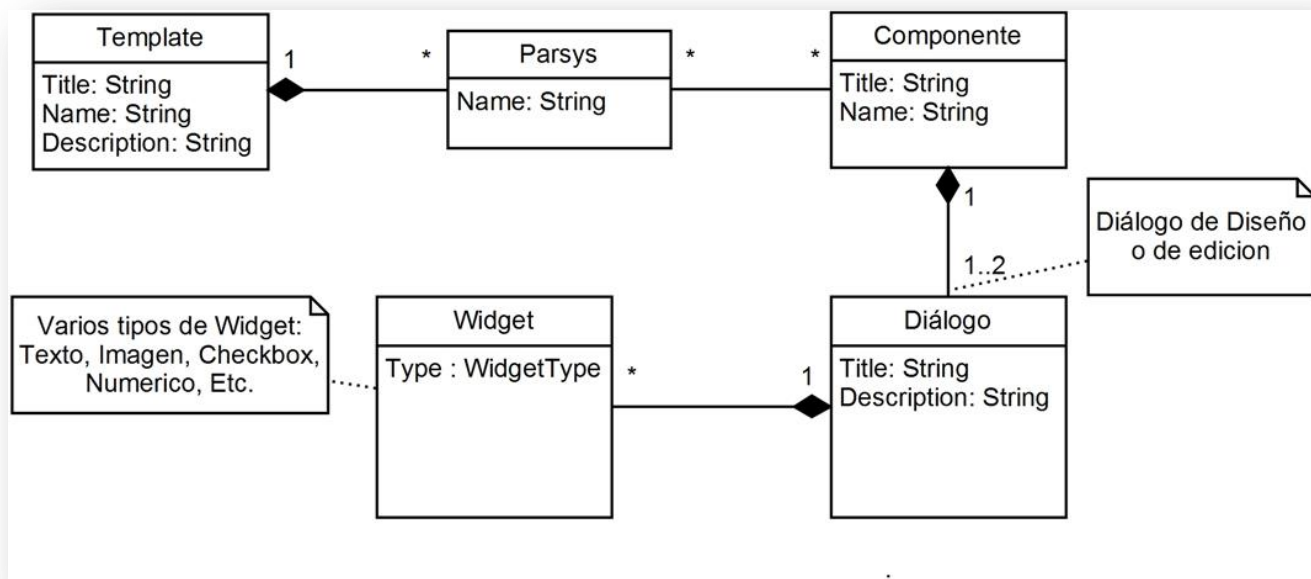 Template
Title: String
Name: String
Description: String
1
*
Parsys
Name: String
*
*
Componente
Title: String
Name: String
1
1..2
Diálogo de Diseño
o de edicion
Varios tipos de Widget:
Texto, Imagen, Checkbox,
Numerico, Etc.
Widget
Type : WidgetType
*
1
Diálogo
Title: String
Description: String